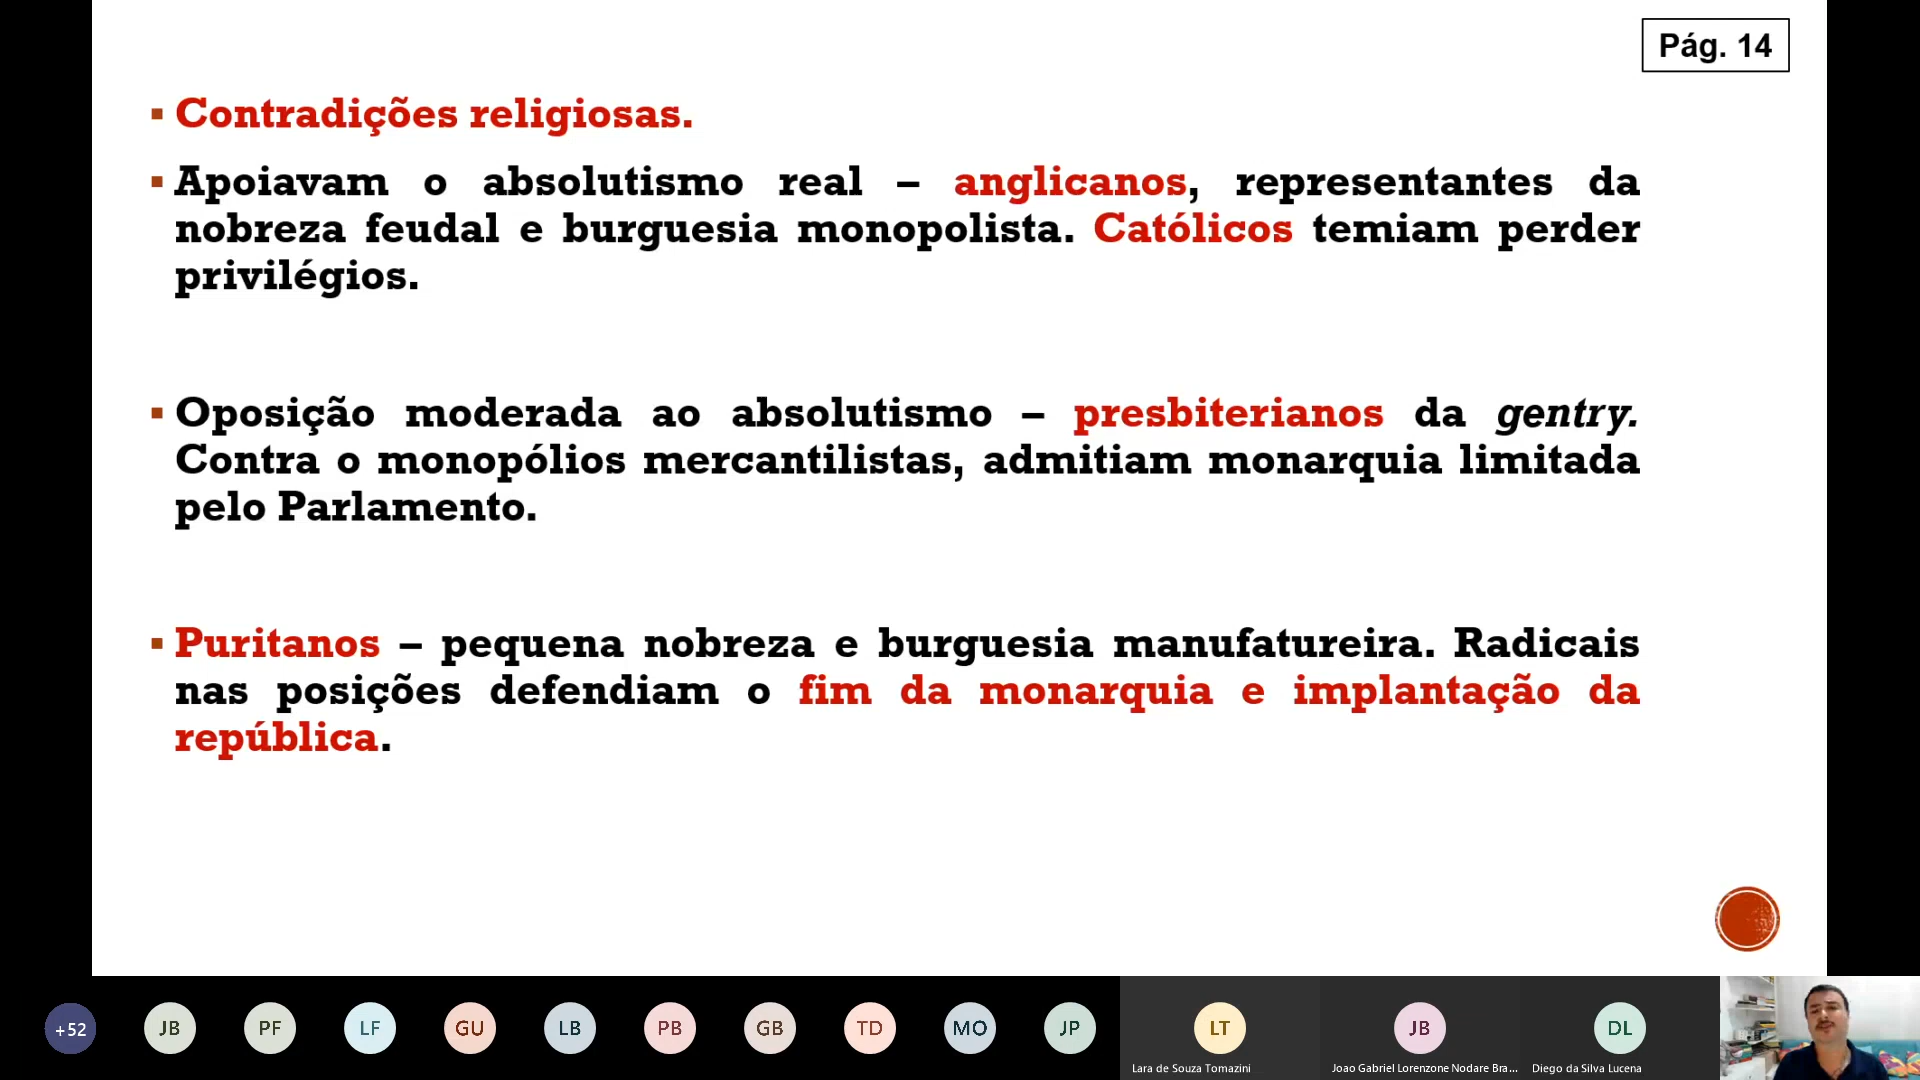 Pág. 14
▪ Contradições religiosas.
▪ Apoiavam o absolutismo real – anglicanos, representantes da
nobreza feudal e burguesia monopolista. Católicos temiam perder
privilégios.
▪ Oposição moderada ao absolutismo – presbiterianos da gentry.
Contra o monopólios mercantilistas, admitiam monarquia limitada
pelo Parlamento.
▪ Puritanos – pequena nobreza e burguesia manufatureira. Radicais
nas posições defendiam o fim da monarquia e implantação da
república.
+52 JB PF LF GU LB PB GB TD MO JP LT JB DL
Lara de Souza Tomazini Joao Gabriel Lorenzone Nodare Bra... Diego da Silva Lucena